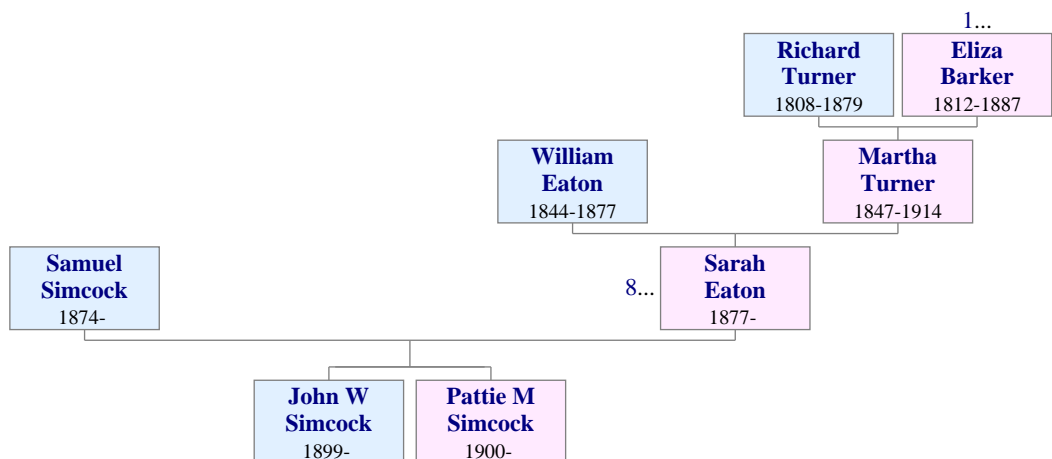 1...
Richard
Turner
1808-1879
Eliza
Barker
1812-1887
William
Eaton
1844-1877
Martha
Turner
1847-1914
Samuel
Simcock
1874-
8...
Sarah
Eaton
1877-
John W
Simcock
1899-
Pattie M
Simcock
1900-